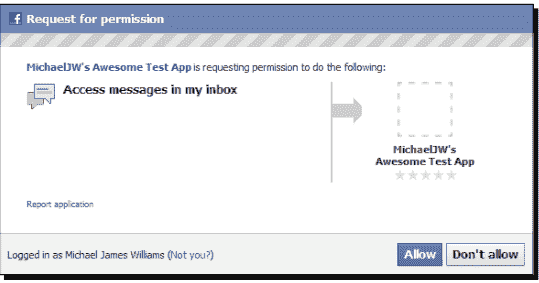 f Request for permission
MichaelJW's Awesome Test App is requesting permission to do the following:
Access messages in my inbox
MichaelJW's
Awesome Test App
Report application
Logged in as Michael James Williams (Not you?)
Allow
Don't allow